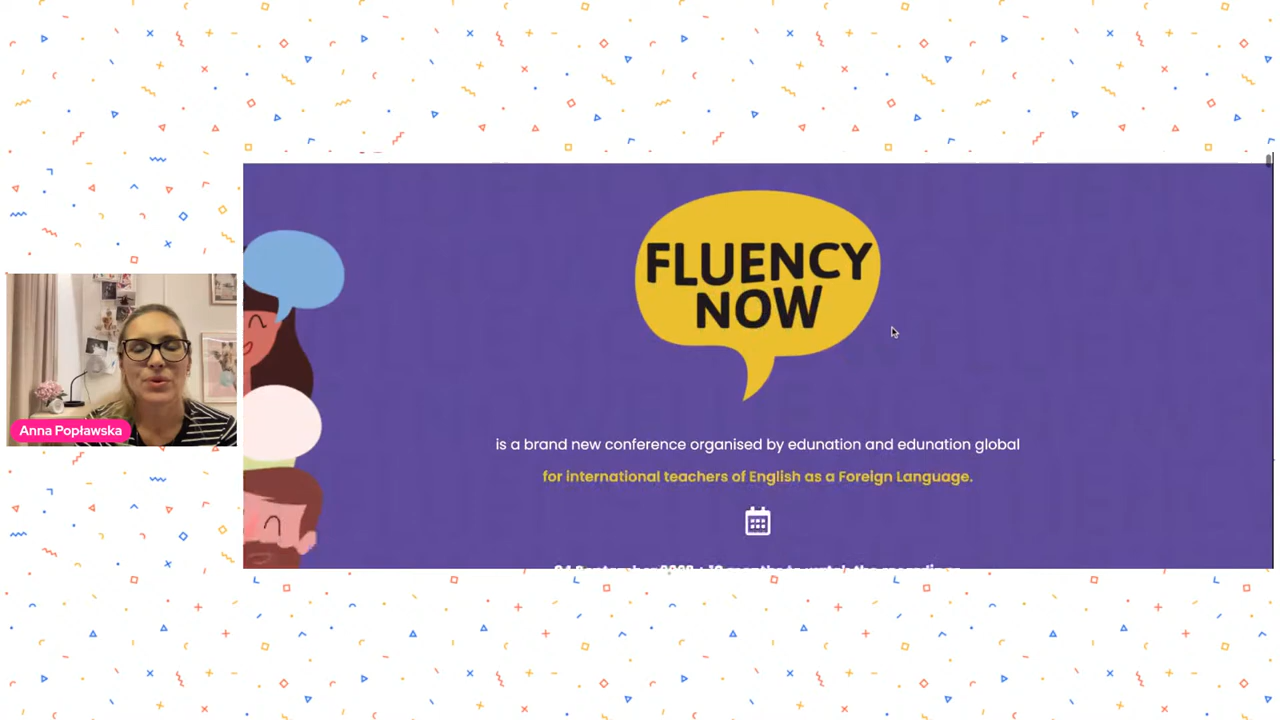 FLUENCY
NOW
is a brand new conference organised by edunation and edunation global
for international teachers of English as a Foreign Language.
Anna Popławska